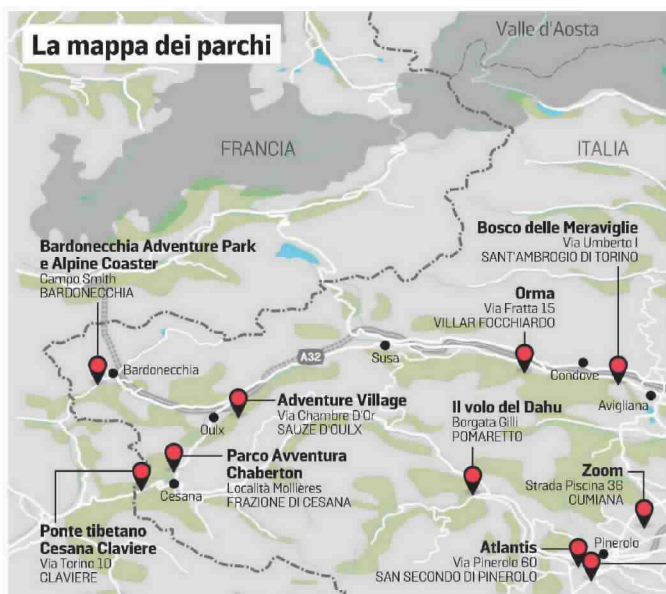 La mappa dei parchi
Valle d'Aosta
FRANCIA
ITALIA
Bardonecchia Adventure Park
e Alpine Coaster
Campo Smith
BARDONECCHIA
Bosco delle Meraviglie
Via Umberto I
SANT'AMBROGIO DI TORINO
Orma
Via Fratta 15
VILLAR FOCCHIARDO
A32
Susa
Condove
Avigliana
Bardonecchia
Oulx
Adventure Village
Via Chambre D'Or
SAUZE D'OULX
Il volo del Dahu
Borgata Gilli
POMARETTO
Parco Avventura
Chaberton
Località Mollières
FRAZIONE DI CESANA
Cesana
Zoom
Strada Piscina 36
CUMIANA
Ponte tibetano
Cesana Claviere
Via Torino 10
CLAVIERE
Atlantis
Via Pinerolo 60
SAN SECONDO DI PINEROLO
Pinerolo